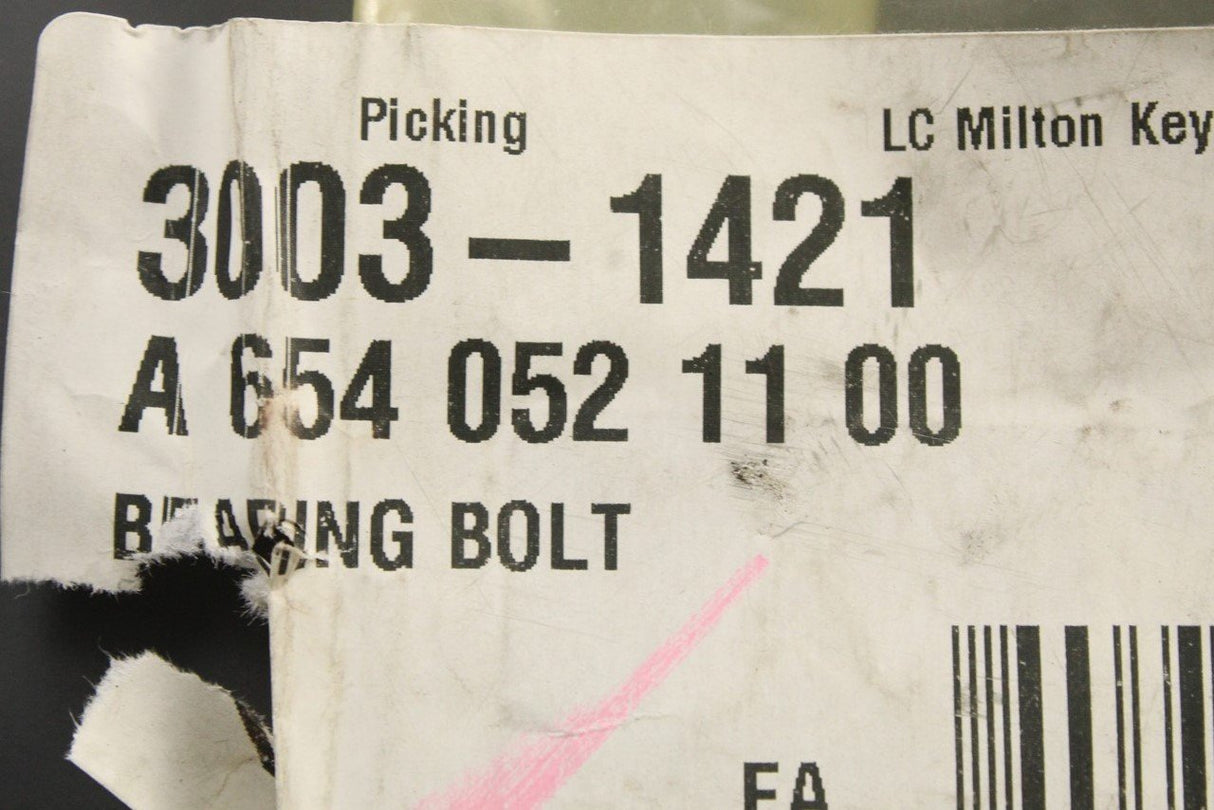 Picking LC Milton Key
3003-1421
A 654 052 11 00
BEARING BOLT
EA